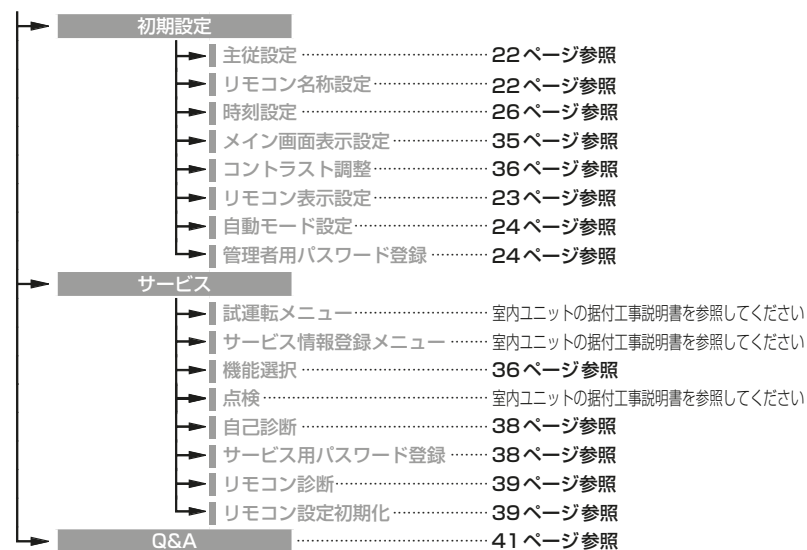 初期設定
主従設定 22ページ参照
リモコン名称設定 22ページ参照
時刻設定 26ページ参照
メイン画面表示設定 35ページ参照
コントラスト調整 36ページ参照
リモコン表示設定 23ページ参照
自動モード設定 24ページ参照
管理者用パスワード登録 24ページ参照
サービス
試運転メニュー 室内ユニットの据付工事説明書を参照してください
サービス情報登録メニュー 室内ユニットの据付工事説明書を参照してください
機能選択 36ページ参照
点検 室内ユニットの据付工事説明書を参照してください
自己診断 38ページ参照
サービス用パスワード登録 38ページ参照
リモコン診断 39ページ参照
リモコン設定初期化 39ページ参照
Q&A 41ページ参照